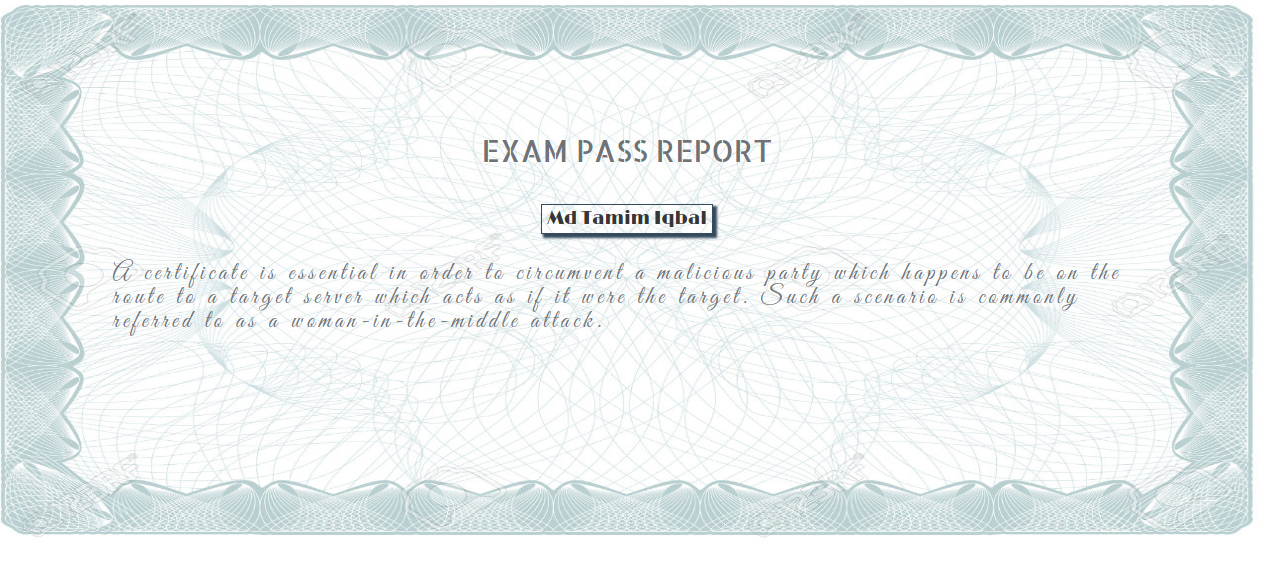 EXAM PASS REPORT
Md Tamim Iqbal
A certificate is essential in order to circumvent a malicious party which happens to be on the
route to a target server which acts as if it were the target. Such a scenario is commonly
referred to as a woman-in-the-middle attack.